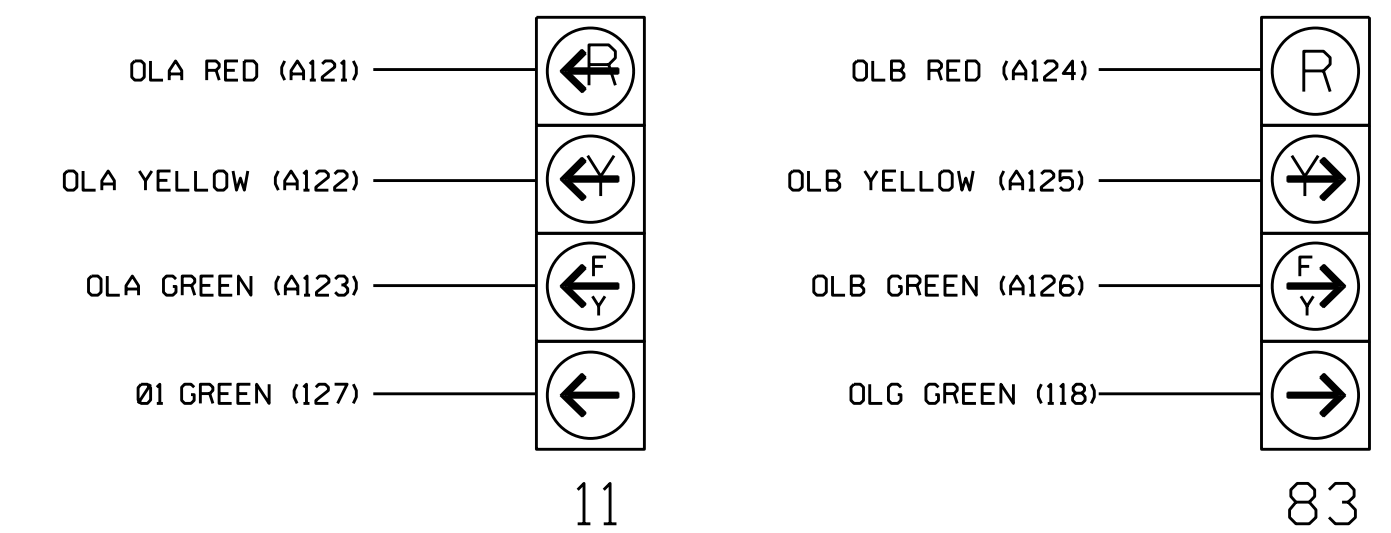 OLA RED (A121)
R
OLA YELLOW (A122)
Y
OLA GREEN (A123)
F
Y
Ø1 GREEN (127)
11
OLB RED (A124)
R
OLB YELLOW (A125)
Y
OLB GREEN (A126)
F
Y
OLG GREEN (118)
83